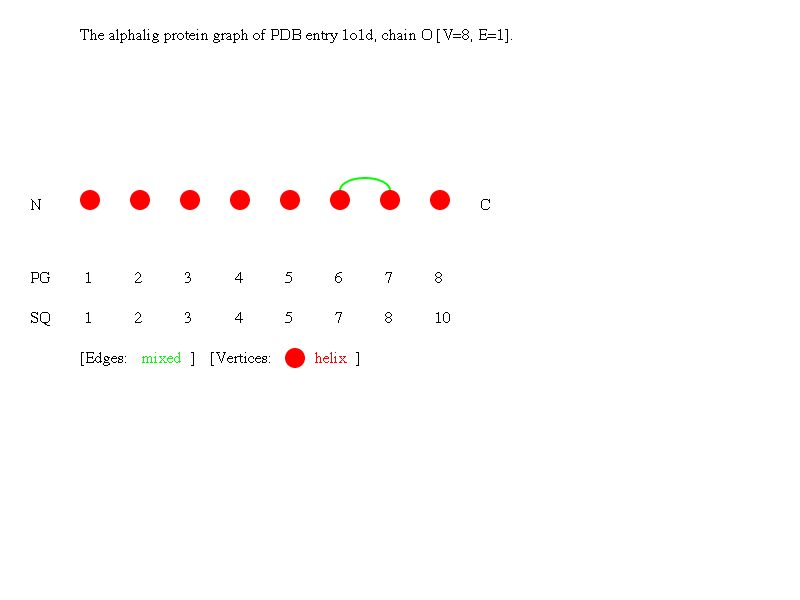 The alphalig protein graph of PDB entry 1o1d, chain O [V=8, E=1].
N C
PG 1 2 3 4 5 6 7 8
SQ 1 2 3 4 5 7 8 10
[Edges: mixed ] [Vertices: helix ]